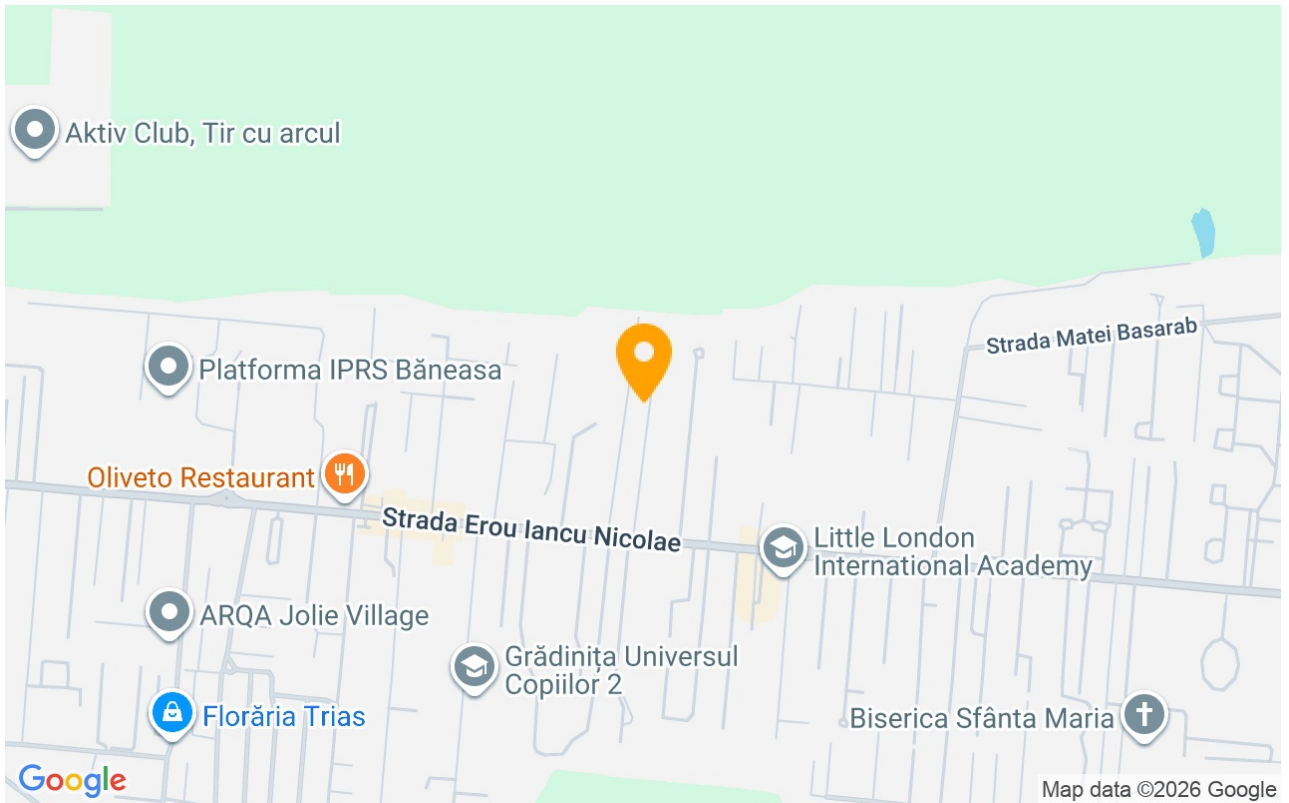 Aktiv Club, Tir cu arcul
Strada Matei Basarab
Platforma IPRS Băneasa
Oliveto Restaurant
Strada Erou Iancu Nicolae
Little London
International Academy
ARQA Jolie Village
Grădinița Universul
Copiilor 2
Florăria Trias
Biserica Sfânta Maria
Google
Map data ©2026 Google